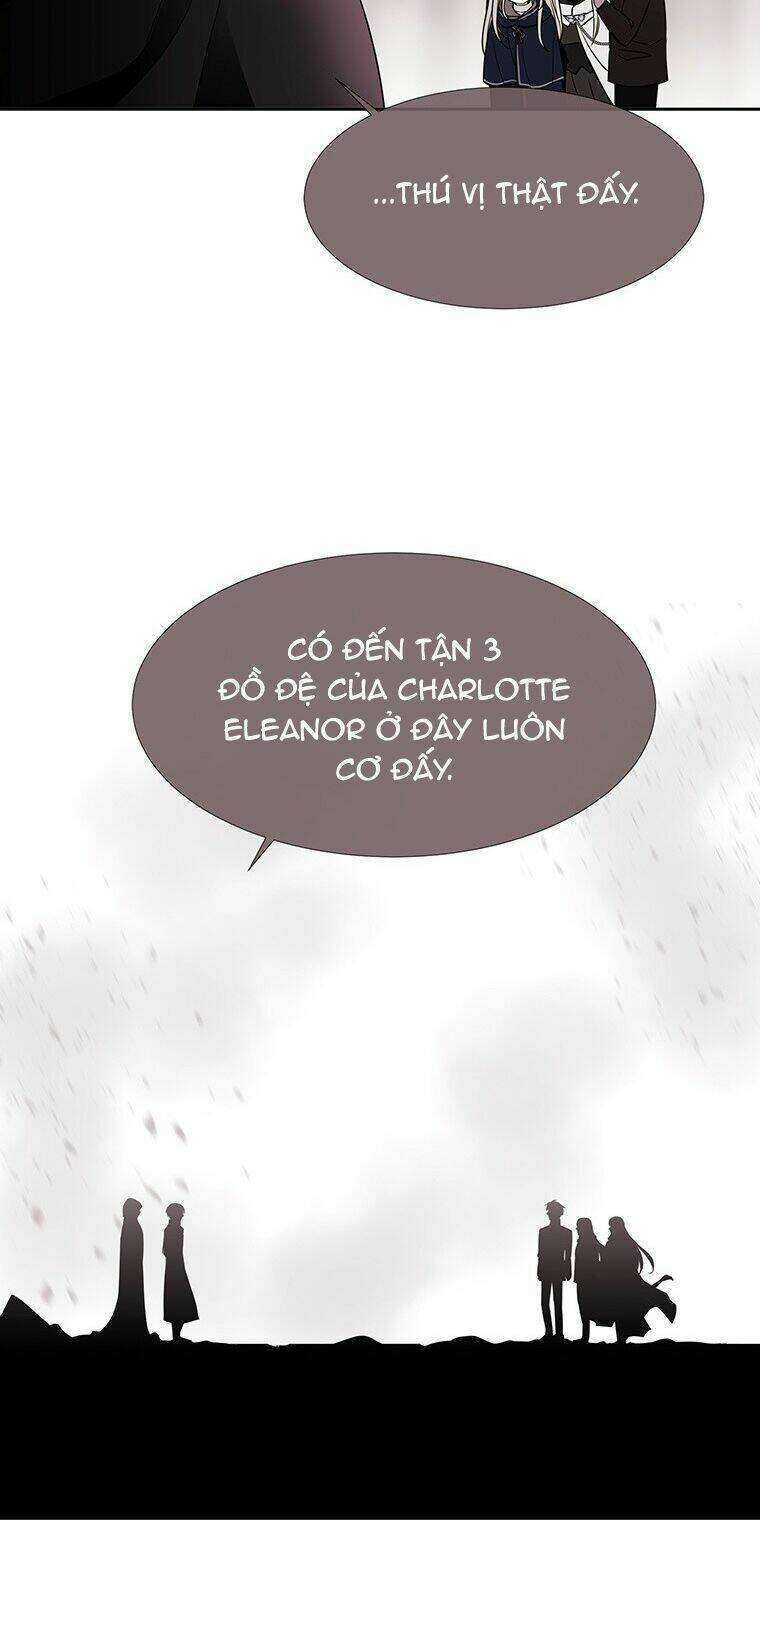 ...THÚ VỊ THẬT ĐẤY.
CÓ ĐẾN TẬN 3
ĐỒ ĐỆ CỦA CHARLOTTE
ELEANOR Ở ĐÂY LUÔN
CƠ ĐẤY.